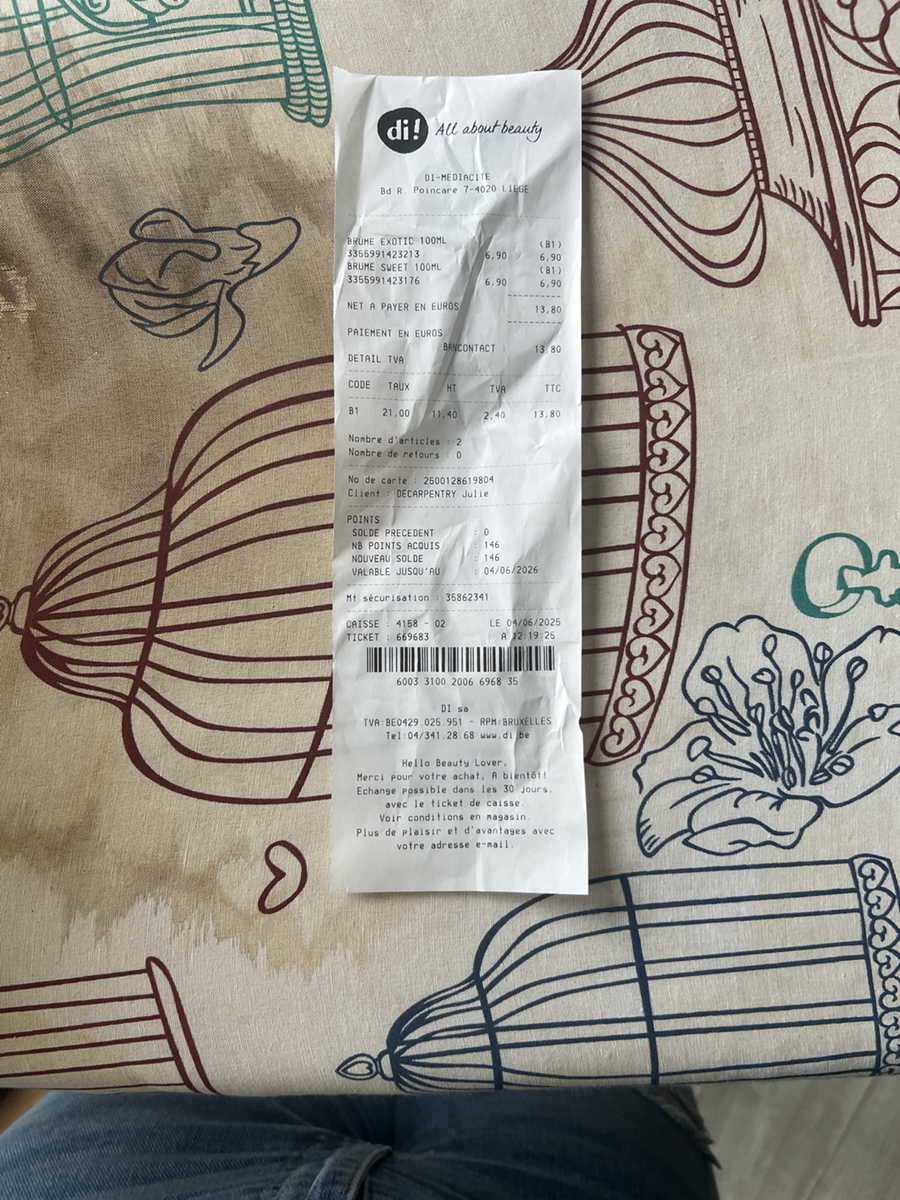 di! All about beauty
DI-MEDIACITE
Bd R. Poincare 7-4020 LIEGE
BRUME EXOTIC 100ML (B1)
3355991423213 6,90 6,90
BRUME SWEET 100ML (B1)
3355991423176 6,90 6,90
NET A PAYER EN EUROS : 13,80
PAIEMENT EN EUROS
BANCONTACT : 13,80
DETAIL TVA
CODE TAUX HT TVA TTC
B1 21,00 11,40 2,40 13,80
Nombre d'articles : 2
Nombre de retours : 0
No de carte : 2500128619804
Client : DECARPENTRY Julie
POINTS
SOLDE PRECEDENT : 0
NB POINTS ACQUIS : 146
NOUVEAU SOLDE : 146
VALABLE JUSQU'AU : 04/06/2026
Mt sécurisation : 35862341
CAISSE : 4158 - 02 LE 04/06/2025
TICKET : 669683 A 12:19:25
6003 3100 2006 6968 35
DI sa
TVA:BE0429.025.951 - RPM:BRUXELLES
Tel:04/341.28.68 www.di.be
Hello Beauty Lover,
Merci pour votre achat, A bientôt!
Echange possible dans les 30 jours,
avec le ticket de caisse.
Voir conditions en magasin.
Plus de plaisir et d'avantages avec
votre adresse e-mail.